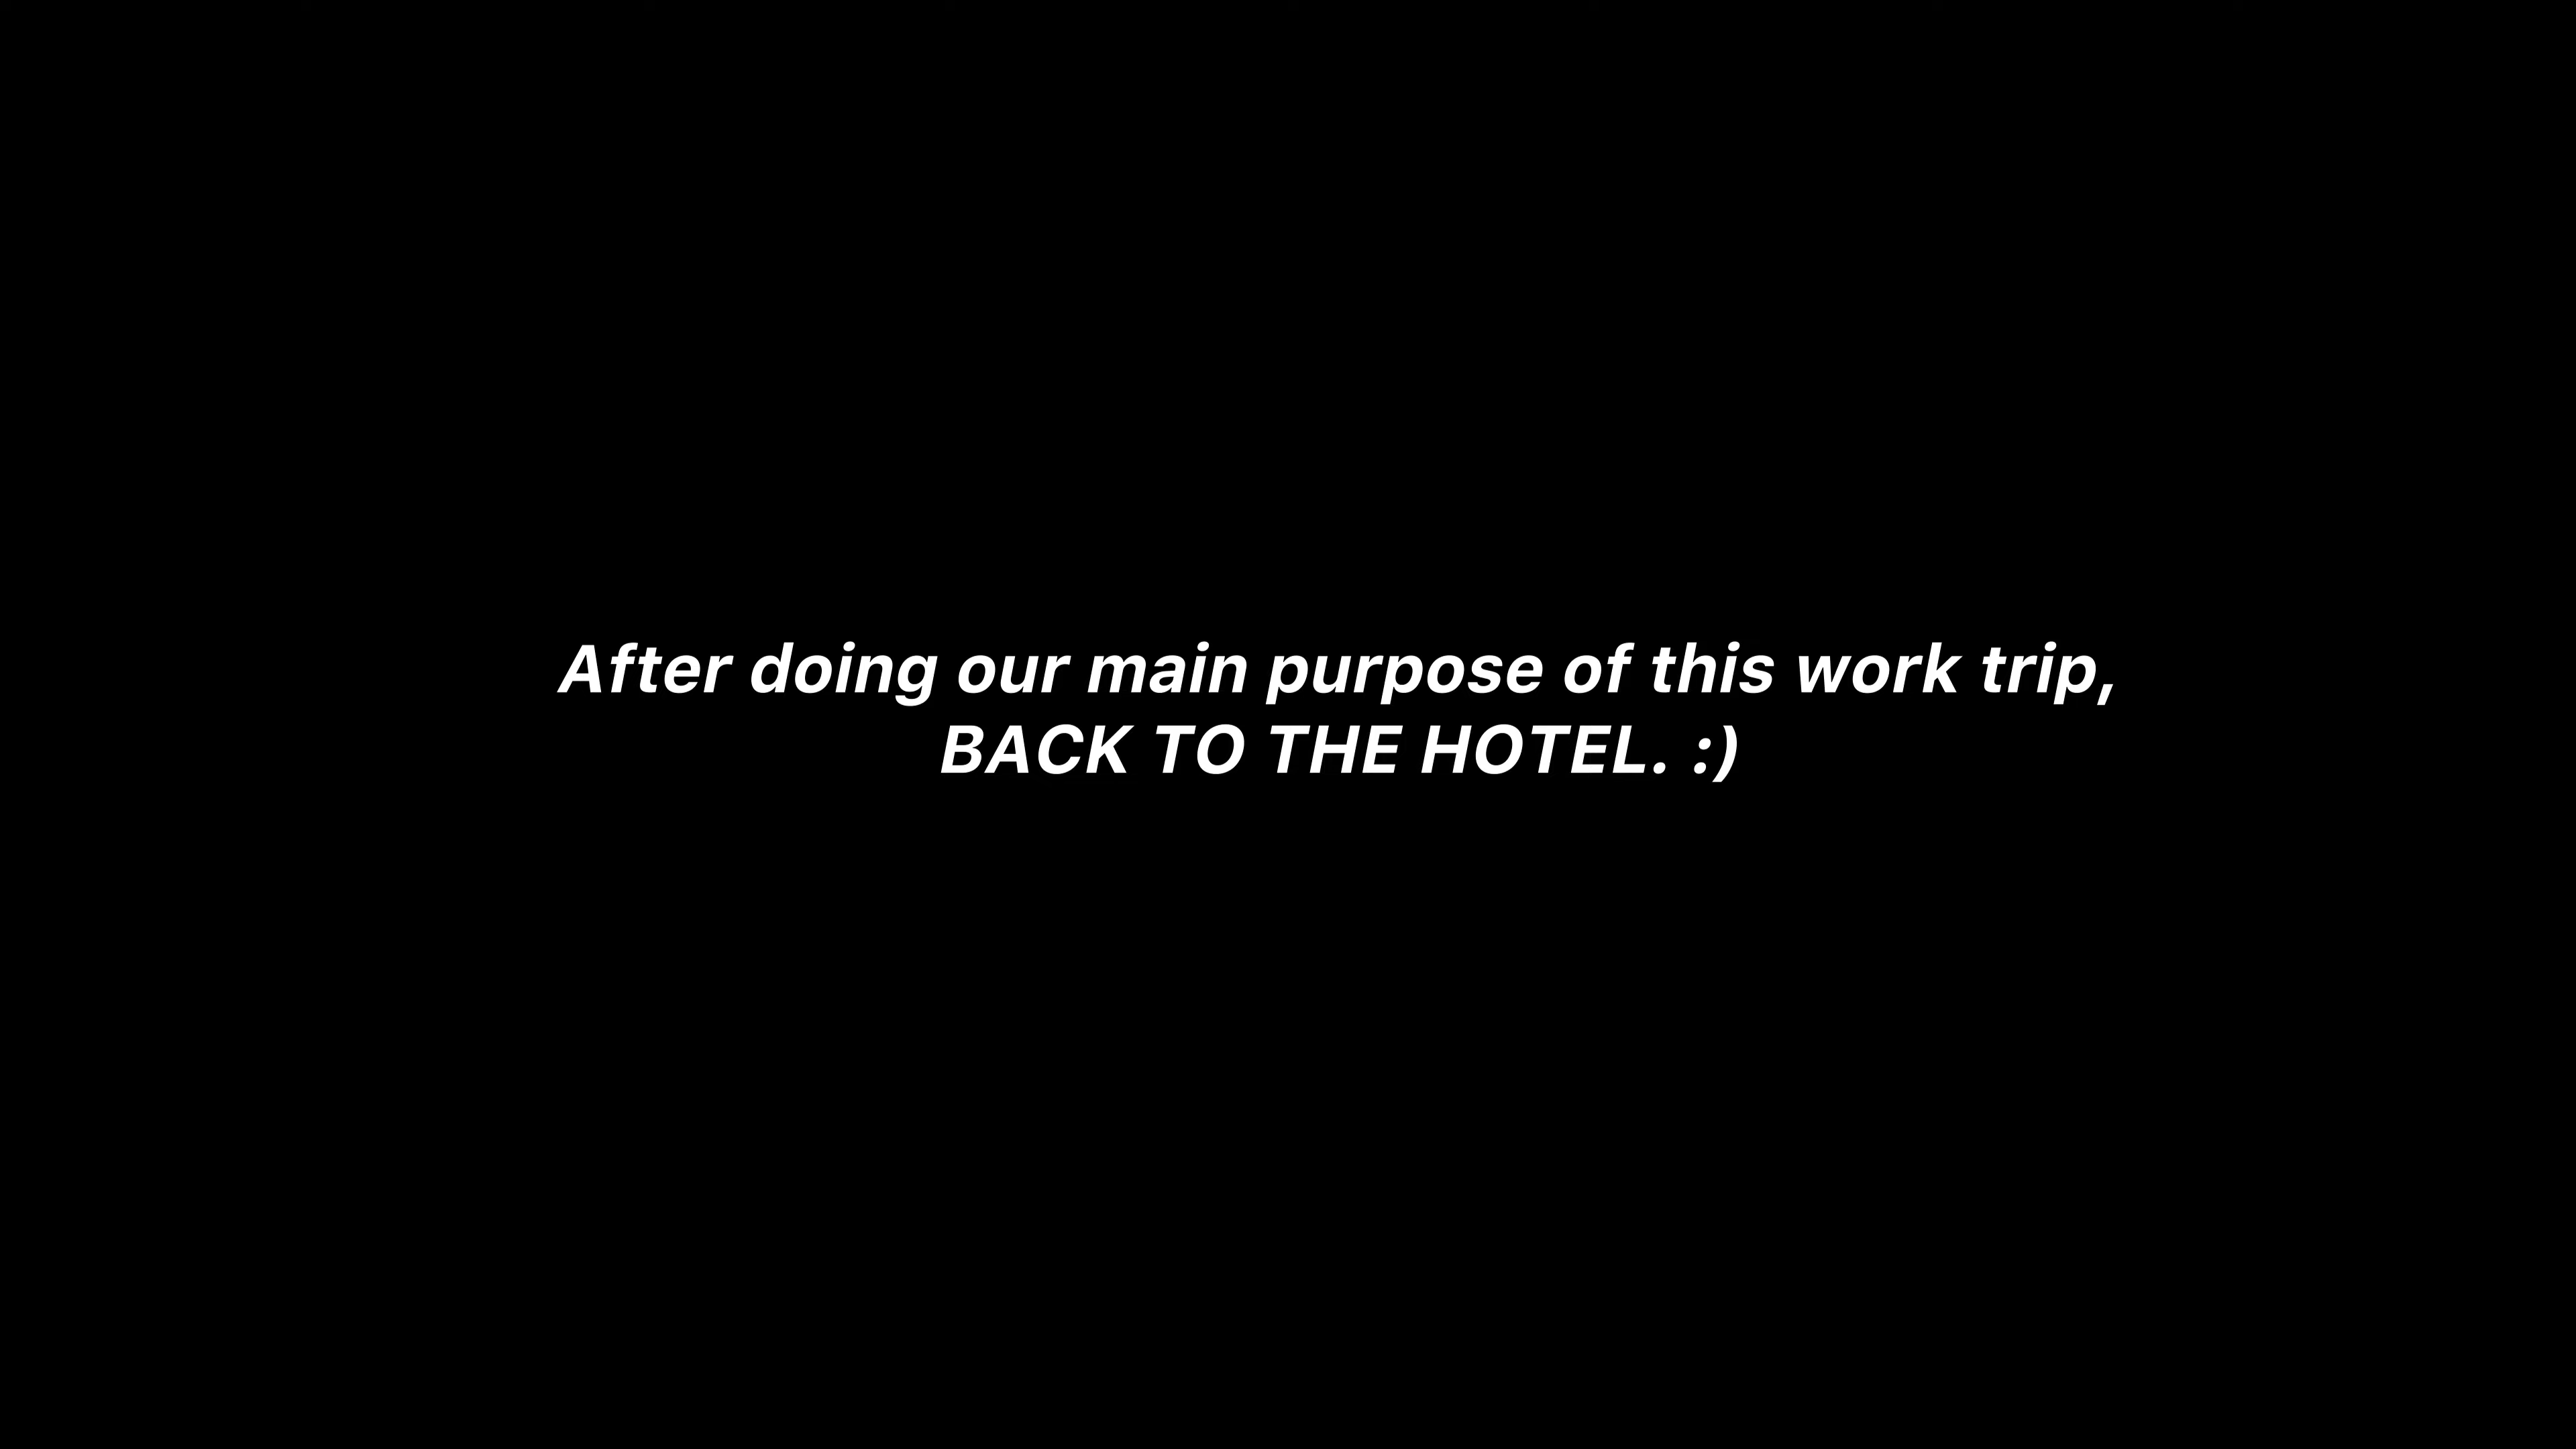 After doing our main purpose of this work trip,
BACK TO THE HOTEL. :)